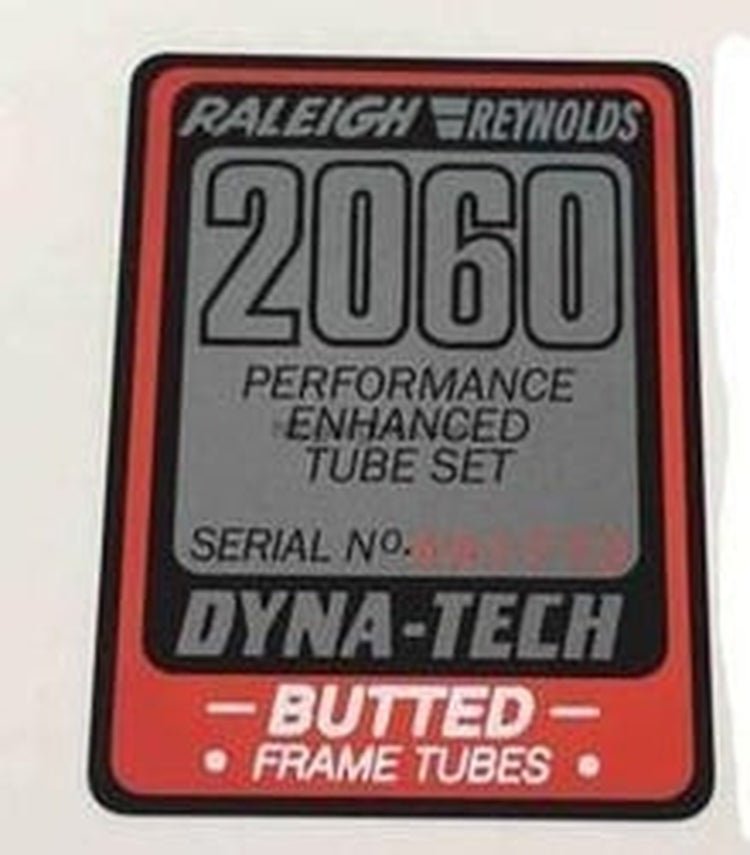 RALEIGH REYNOLDS
2060
PERFORMANCE
ENHANCED
TUBE SET
SERIAL NO.
DYNA-TECH
— BUTTED —
• FRAME TUBES •